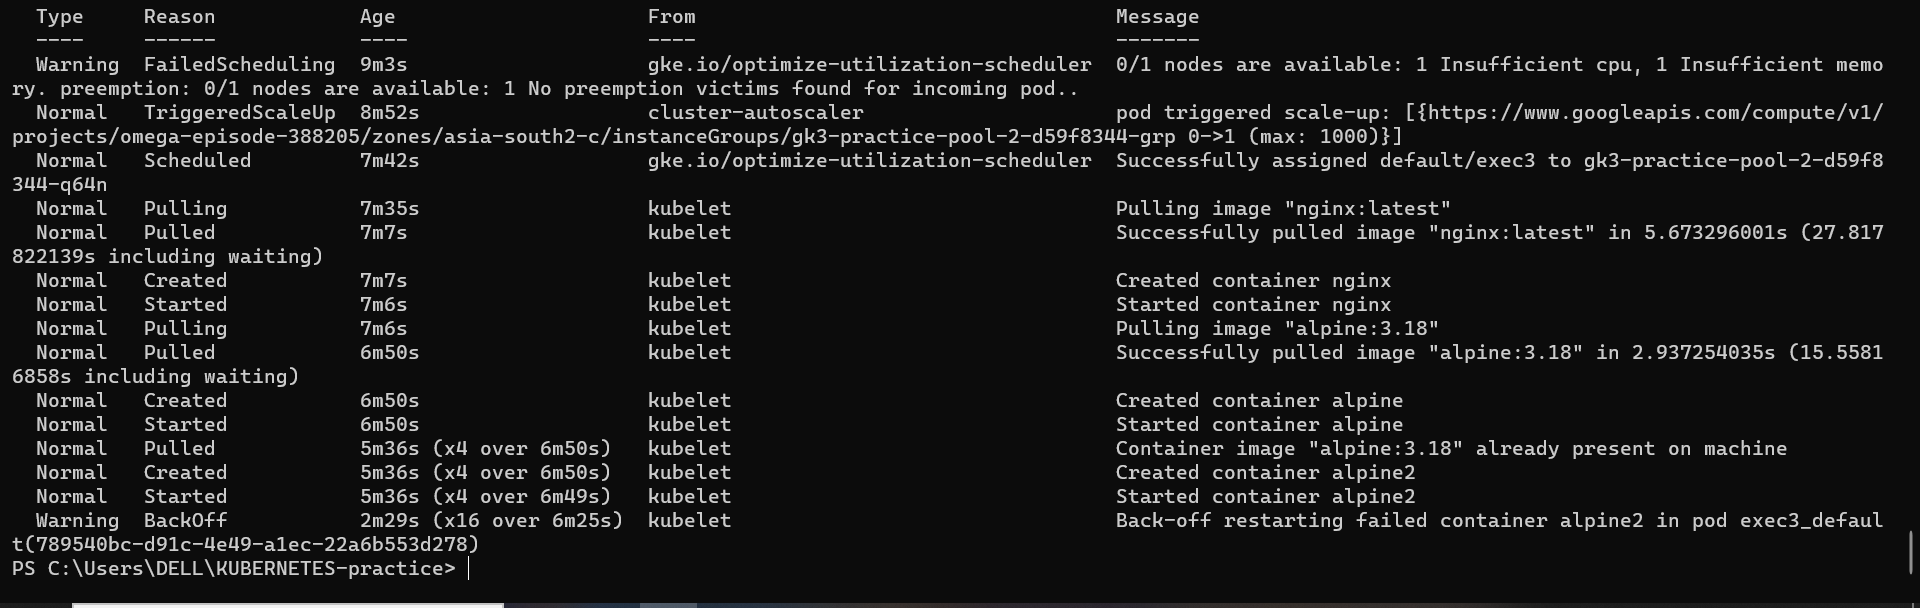 Type Reason Age From Message
---- ------ ---- ---- -------
Warning FailedScheduling 9m3s gke.io/optimize-utilization-scheduler 0/1 nodes are available: 1 Insufficient cpu, 1 Insufficient memo
ry. preemption: 0/1 nodes are available: 1 No preemption victims found for incoming pod..
Normal TriggeredScaleUp 8m52s cluster-autoscaler pod triggered scale-up: [{https://www.googleapis.com/compute/v1/
projects/omega-episode-388205/zones/asia-south2-c/instanceGroups/gk3-practice-pool-2-d59f8344-grp 0->1 (max: 1000)}]
Normal Scheduled 7m42s gke.io/optimize-utilization-scheduler Successfully assigned default/exec3 to gk3-practice-pool-2-d59f8
344-q64n
Normal Pulling 7m35s kubelet Pulling image "nginx:latest"
Normal Pulled 7m7s kubelet Successfully pulled image "nginx:latest" in 5.673296001s (27.817
822139s including waiting)
Normal Created 7m7s kubelet Created container nginx
Normal Started 7m6s kubelet Started container nginx
Normal Pulling 7m6s kubelet Pulling image "alpine:3.18"
Normal Pulled 6m50s kubelet Successfully pulled image "alpine:3.18" in 2.937254035s (15.5581
6858s including waiting)
Normal Created 6m50s kubelet Created container alpine
Normal Started 6m50s kubelet Started container alpine
Normal Pulled 5m36s (x4 over 6m50s) kubelet Container image "alpine:3.18" already present on machine
Normal Created 5m36s (x4 over 6m50s) kubelet Created container alpine2
Normal Started 5m36s (x4 over 6m49s) kubelet Started container alpine2
Warning BackOff 2m29s (x16 over 6m25s) kubelet Back-off restarting failed container alpine2 in pod exec3_defaul
t(789540bc-d91c-4e49-a1ec-22a6b553d278)
PS C:\Users\DELL\KUBERNETES-practice>